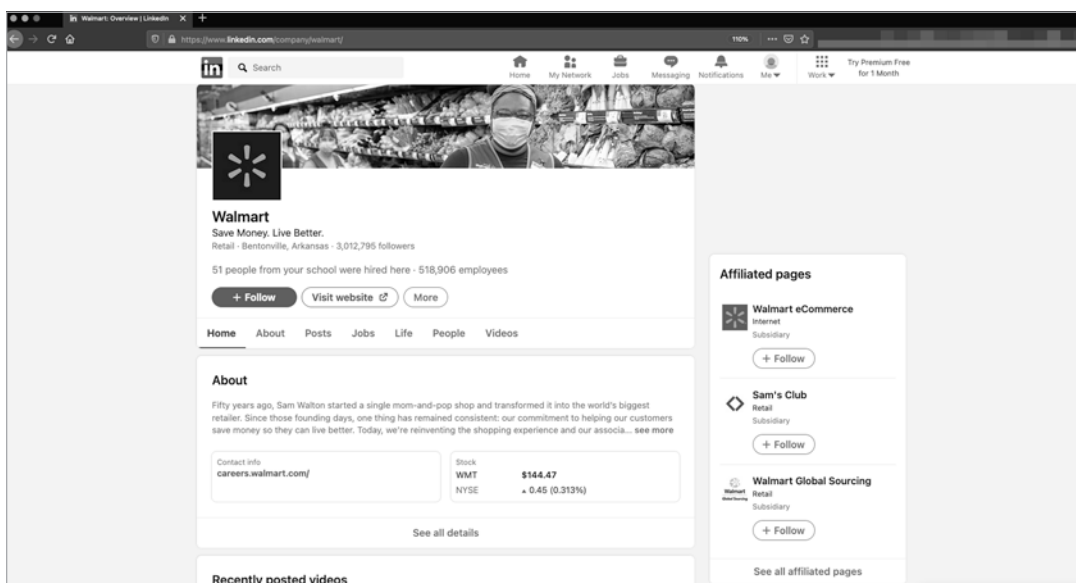 in Walmart: Overview | LinkedIn X +
https://www.linkedin.com/company/walmart/ 110%
in Search Home My Network Jobs Messaging Notifications Me Work Try Premium Free for 1 Month
Walmart
Save Money. Live Better.
Retail · Bentonville, Arkansas · 3,012,795 followers
51 people from your school were hired here · 518,906 employees
+ Follow Visit website More
Home About Posts Jobs Life People Videos
About
Fifty years ago, Sam Walton started a single mom-and-pop shop and transformed it into the world's biggest
retailer. Since those founding days, one thing has remained consistent: our commitment to helping our customers
save money so they can live better. Today, we're reinventing the shopping experience and our associa... see more
Contact info
careers.walmart.com/
Stock
WMT $144.47
NYSE 0.45 (0.313%)
See all details
Recently posted videos
Affiliated pages
Walmart eCommerce
Internet
Subsidiary
+ Follow
Sam's Club
Retail
Subsidiary
+ Follow
Walmart Global Sourcing
Walmart
Global Sourcing
Retail
Subsidiary
+ Follow
See all affiliated pages